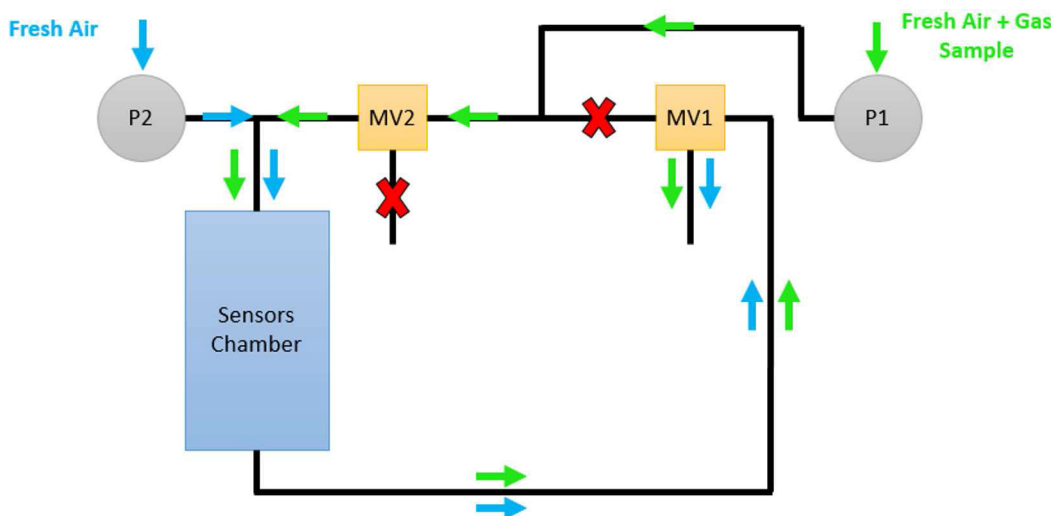 Fresh Air
Fresh Air + Gas
Sample
P2
MV2
MV1
P1
Sensors
Chamber